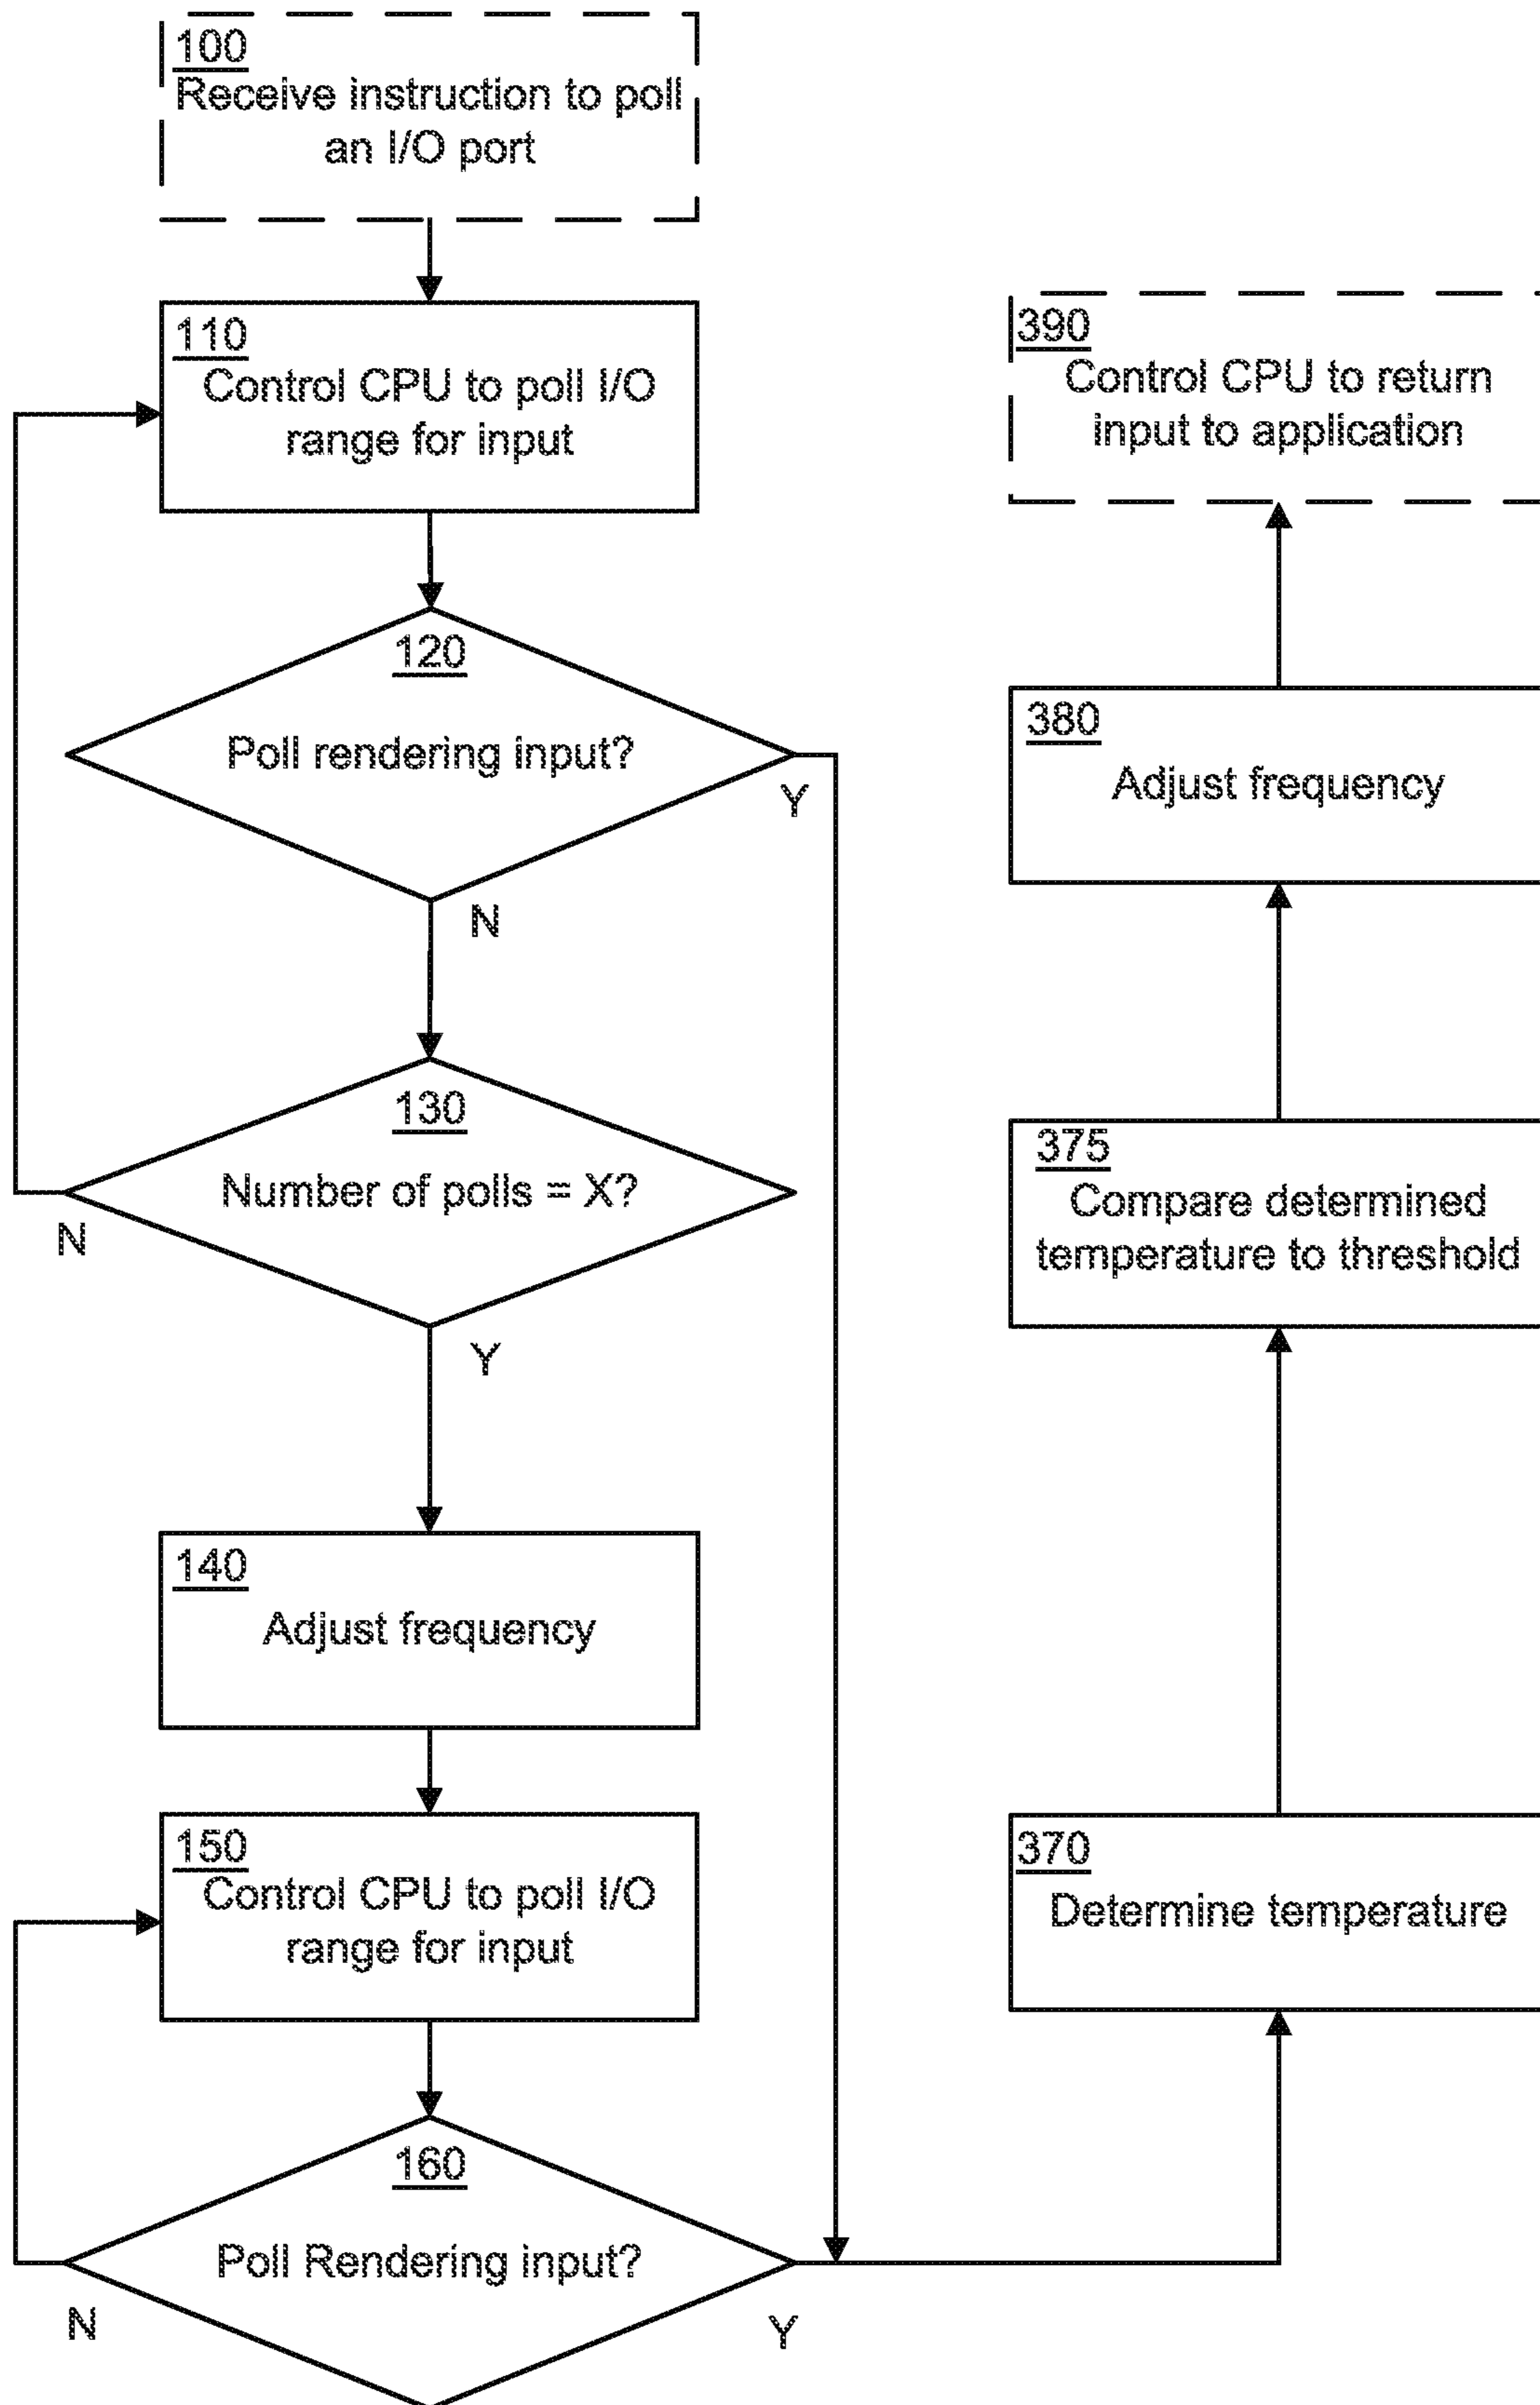 100
Receive instruction to poll
an I/O port
110
Control CPU to poll I/O
range for input
120
Poll rendering input?
Y
N
130
Number of polls = X?
N
Y
140
Adjust frequency
150
Control CPU to poll I/O
range for input
160
Poll Rendering input?
N
Y
370
Determine temperature
375
Compare determined
temperature to threshold
380
Adjust frequency
390
Control CPU to return
input to application